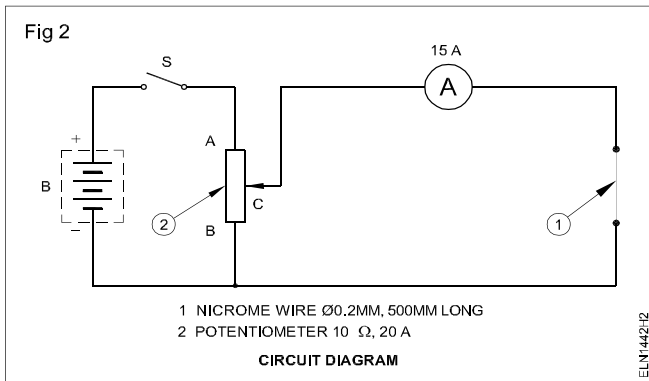 Fig 2
15 A
S
A
+
A
B
C
2
B
1
–
1 NICROME WIRE Ø0.2MM, 500MM LONG
2 POTENTIOMETER 10 Ω, 20 A
CIRCUIT DIAGRAM
ELN1442H2